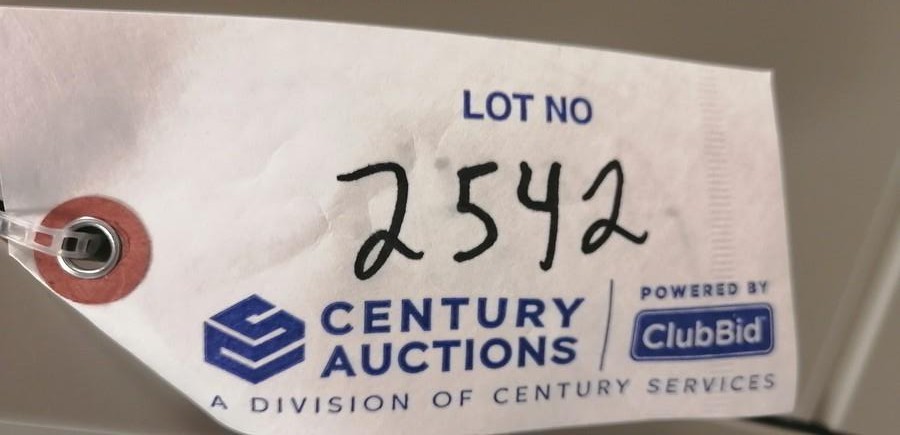 LOT NO
2542
CENTURY AUCTIONS
POWERED BY
ClubBid
A DIVISION OF CENTURY SERVICES